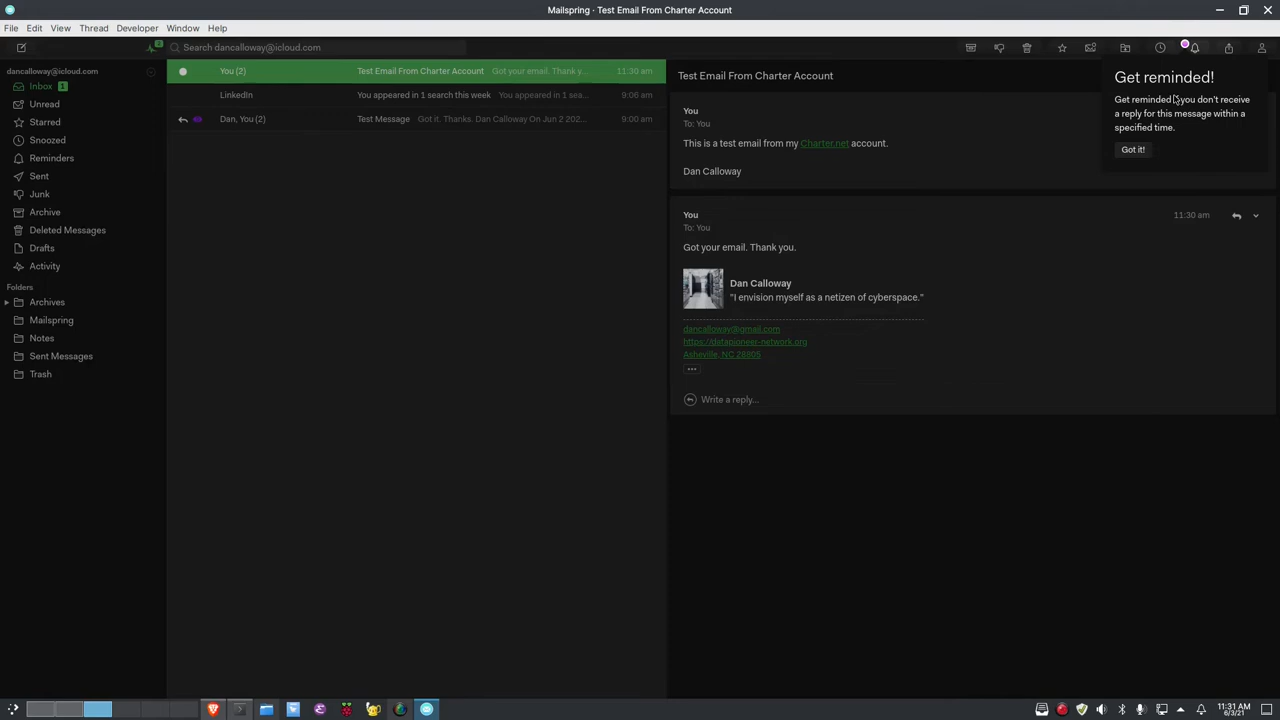 Mailspring · Test Email From Charter Account
File Edit View Thread Developer Window Help
3
Search dancalloway@icloud.com
dancalloway@icloud.com
Inbox 1
Unread
Starred
Snoozed
Reminders
Sent
Junk
Archive
Deleted Messages
Drafts
Activity
Folders
Archives
Mailspring
Notes
Sent Messages
Trash
You (2) Test Email From Charter Account Got your email. Thank y... 11:30 am
LinkedIn You appeared in 1 search this week You appeared in 1 sea... 9:06 am
Dan, You (2) Test Message Got it. Thanks. Dan Calloway On Jun 2 202... 9:00 am
Test Email From Charter Account
You
To: You
This is a test email from my Charter.net account.
Dan Calloway
Get reminded!
Get reminded if you don't receive
a reply for this message within a
specified time.
Got it!
You 11:30 am
To: You
Got your email. Thank you.
Dan Calloway
"I envision myself as a netizen of cyberspace."
dancalloway@gmail.com
https://datapioneer-network.org
Asheville, NC 28805
•••
Write a reply...
11:31 AM
6/3/21